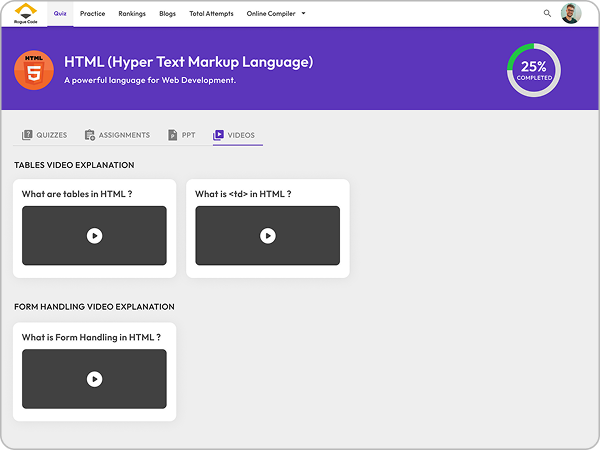 Rogue Code
Quiz Practice Rankings Blogs Total Attempts Online Compiler
HTML
5
HTML (Hyper Text Markup Language)
A powerful language for Web Development.
25%
COMPLETED
QUIZZES ASSIGNMENTS PPT VIDEOS
TABLES VIDEO EXPLANATION
What are tables in HTML ? What is <td> in HTML ?
FORM HANDLING VIDEO EXPLANATION
What is Form Handling in HTML ?